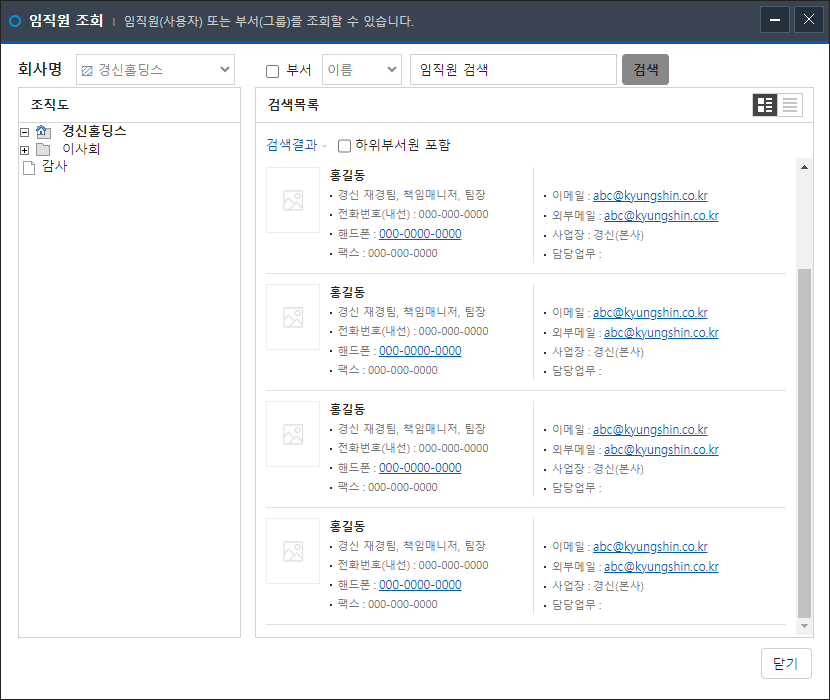 임직원 조회 | 임직원(사용자) 또는 부서(그룹)를 조회할 수 있습니다.
회사명 경신홀딩스 부서 이름 임직원 검색 검색
조직도
경신홀딩스
이사회
감사
검색목록
검색결과 하위부서원 포함
홍길동
· 경신 재경팀, 책임매니저, 팀장
· 전화번호(내선) : 000-000-0000
· 핸드폰 : 000-0000-0000
· 팩스 : 000-000-0000
· 이메일 : abc@kyungshin.co.kr
· 외부메일 : abc@kyungshin.co.kr
· 사업장 : 경신(본사)
· 담당업무 :
홍길동
· 경신 재경팀, 책임매니저, 팀장
· 전화번호(내선) : 000-000-0000
· 핸드폰 : 000-0000-0000
· 팩스 : 000-000-0000
· 이메일 : abc@kyungshin.co.kr
· 외부메일 : abc@kyungshin.co.kr
· 사업장 : 경신(본사)
· 담당업무 :
홍길동
· 경신 재경팀, 책임매니저, 팀장
· 전화번호(내선) : 000-000-0000
· 핸드폰 : 000-0000-0000
· 팩스 : 000-000-0000
· 이메일 : abc@kyungshin.co.kr
· 외부메일 : abc@kyungshin.co.kr
· 사업장 : 경신(본사)
· 담당업무 :
홍길동
· 경신 재경팀, 책임매니저, 팀장
· 전화번호(내선) : 000-000-0000
· 핸드폰 : 000-0000-0000
· 팩스 : 000-000-0000
· 이메일 : abc@kyungshin.co.kr
· 외부메일 : abc@kyungshin.co.kr
· 사업장 : 경신(본사)
· 담당업무 :
닫기